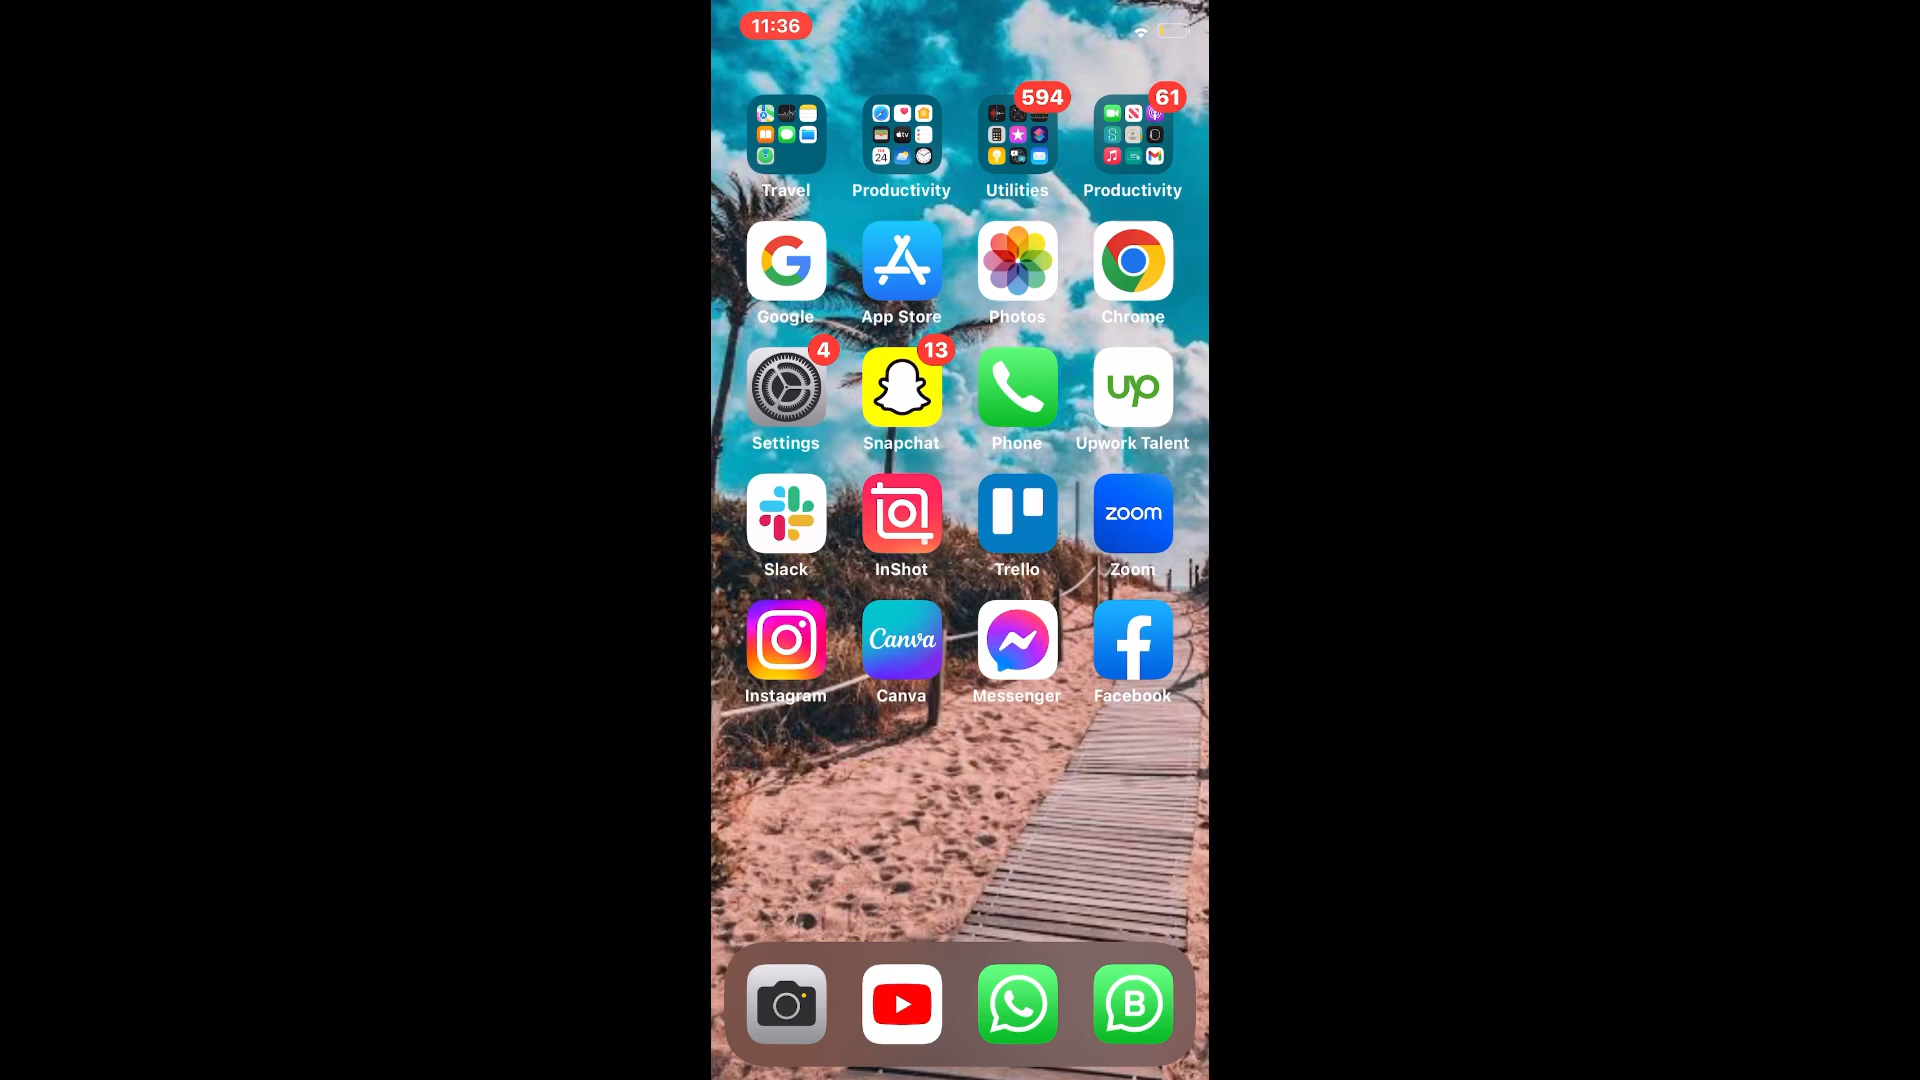 11:36
594
61
24
Travel
Productivity
Utilities
Productivity
Google
App Store
Photos
Chrome
4
13
up
Settings
Snapchat
Phone
Upwork Talent
zoom
Slack
InShot
Trello
Zoom
Canva
Instagram
Canva
Messenger
Facebook
B